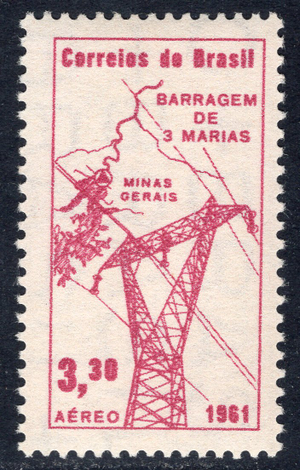 Correios do Brasil
BARRAGEM
DE
3 MARIAS
MINAS
GERAIS
3,30
AÉREO 1961